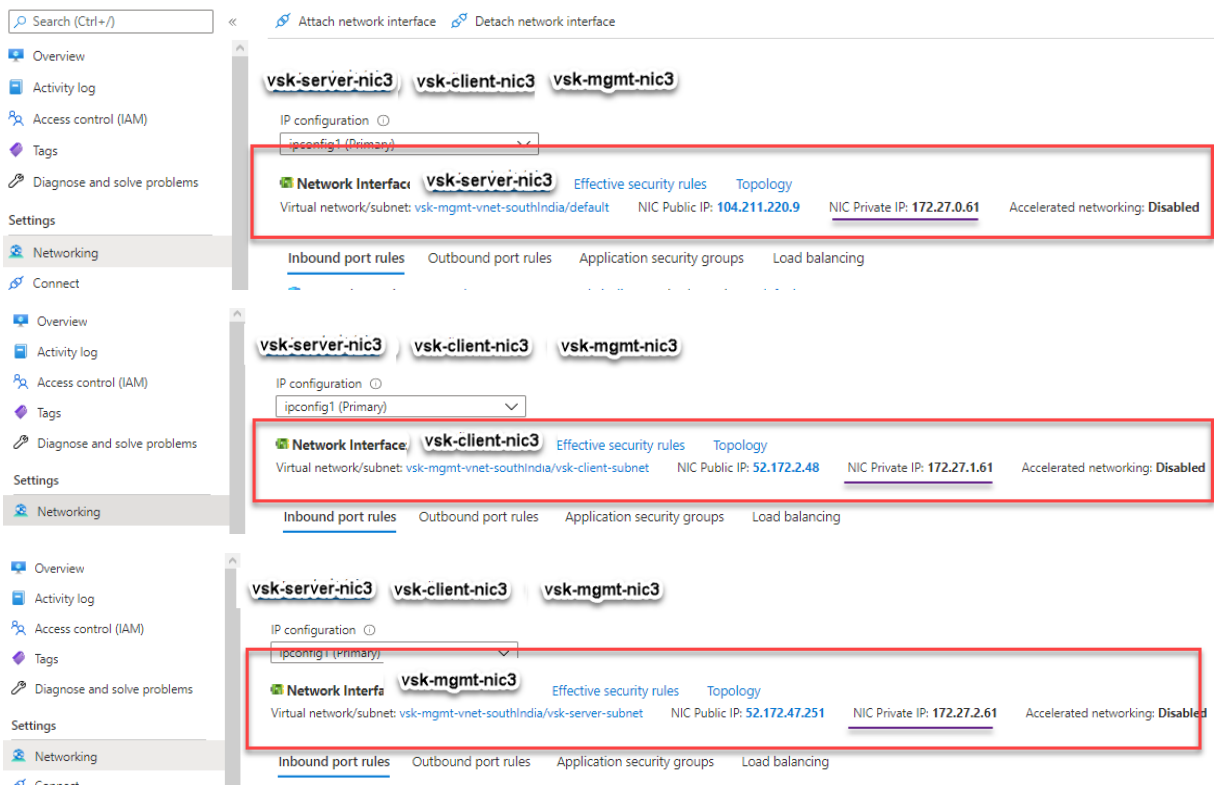 Search (Ctrl+/)
«
Attach network interface Detach network interface
Overview
Activity log
Access control (IAM)
Tags
Diagnose and solve problems
Settings
Networking
Connect
vsk-server-nic3 vsk-client-nic3 vsk-mgmt-nic3
IP configuration
ipconfig1 (Primary)
Network Interface vsk-server-nic3 Effective security rules Topology
Virtual network/subnet: vsk-mgmt-vnet-southIndia/default NIC Public IP: 104.211.220.9 NIC Private IP: 172.27.0.61 Accelerated networking: Disabled
Inbound port rules Outbound port rules Application security groups Load balancing
Overview
Activity log
Access control (IAM)
Tags
Diagnose and solve problems
Settings
Networking
vsk-server-nic3 vsk-client-nic3 vsk-mgmt-nic3
IP configuration
ipconfig1 (Primary)
Network Interface: vsk-client-nic3 Effective security rules Topology
Virtual network/subnet: vsk-mgmt-vnet-southIndia/vsk-client-subnet NIC Public IP: 52.172.2.48 NIC Private IP: 172.27.1.61 Accelerated networking: Disabled
Inbound port rules Outbound port rules Application security groups Load balancing
Overview
Activity log
Access control (IAM)
Tags
Diagnose and solve problems
Settings
Networking
Connect
vsk-server-nic3 vsk-client-nic3 vsk-mgmt-nic3
IP configuration
ipconfig1 (Primary)
Network Interfa vsk-mgmt-nic3 Effective security rules Topology
Virtual network/subnet: vsk-mgmt-vnet-southIndia/vsk-server-subnet NIC Public IP: 52.172.47.251 NIC Private IP: 172.27.2.61 Accelerated networking: Disabled
Inbound port rules Outbound port rules Application security groups Load balancing